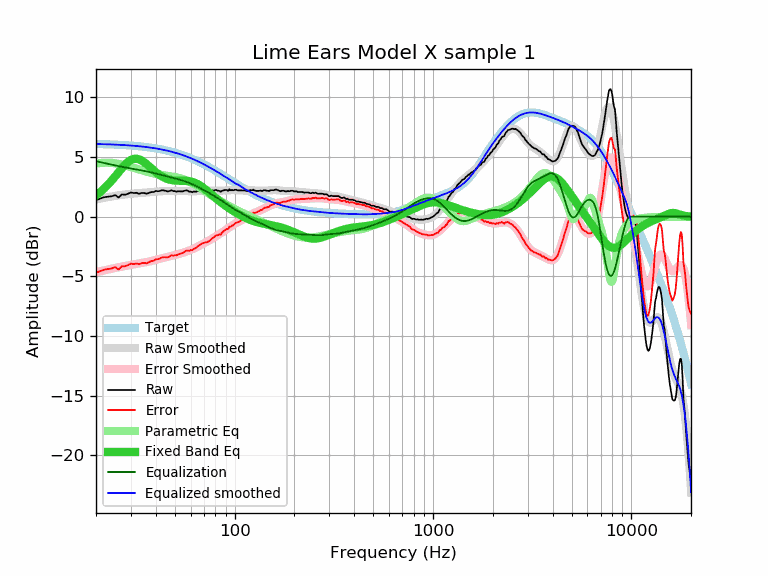 Lime Ears Model X sample 1
10
5
0
−5
−10
−15
−20
Amplitude (dBr)
Target
Raw Smoothed
Error Smoothed
Raw
Error
Parametric Eq
Fixed Band Eq
Equalization
Equalized smoothed
100 1000 10000
Frequency (Hz)